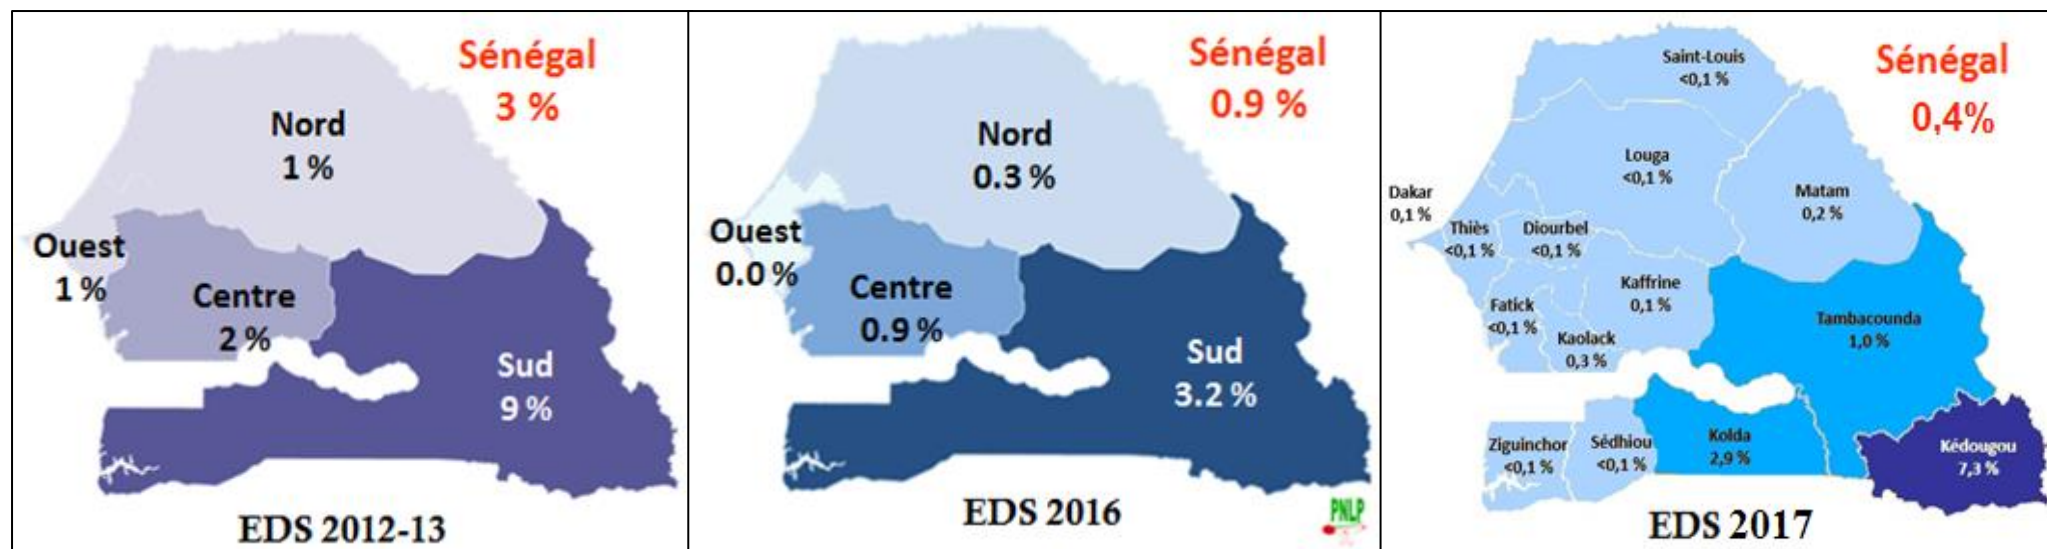 Sénégal
3 %
Nord
1 %
Ouest
1 %
Centre
2 %
Sud
9 %
EDS 2012-13
Sénégal
0.9 %
Nord
0.3 %
Ouest
0.0 %
Centre
0.9 %
Sud
3.2 %
EDS 2016
PNLP
Sénégal
0,4%
Saint-Louis
<0,1 %
Louga
<0,1 %
Matam
0,2 %
Dakar
0,1 %
Thiès
<0,1 %
Diourbel
<0,1 %
Kaffrine
0,1 %
Fatick
<0,1 %
Kaolack
0,3 %
Tambacounda
1,0 %
Ziguinchor
<0,1 %
Sédhiou
<0,1 %
Kolda
2,9 %
Kédougou
7,3 %
EDS 2017